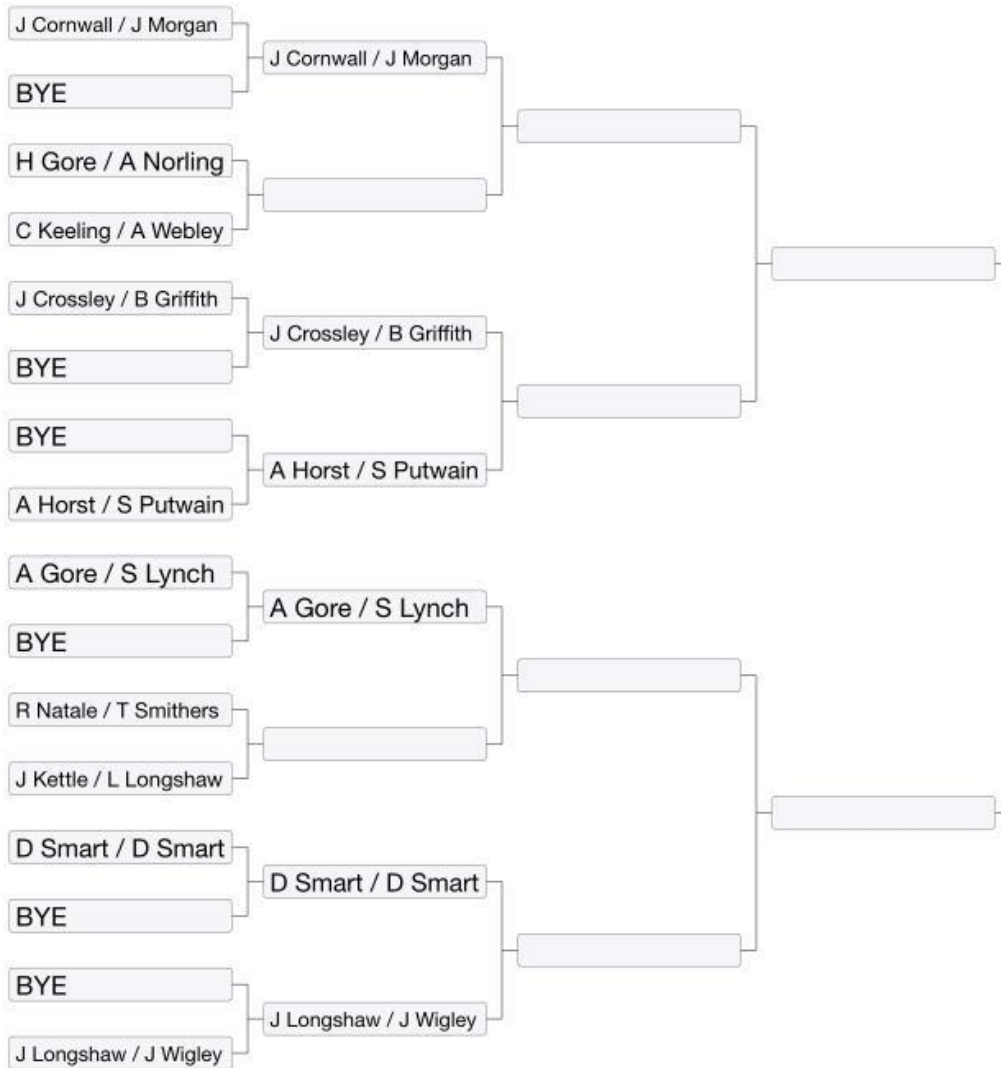 J Cornwall / J Morgan
BYE
H Gore / A Norling
C Keeling / A Webley
J Crossley / B Griffith
BYE
BYE
A Horst / S Putwain
A Gore / S Lynch
BYE
R Natale / T Smithers
J Kettle / L Longshaw
D Smart / D Smart
BYE
BYE
J Longshaw / J Wigley
J Cornwall / J Morgan
J Crossley / B Griffith
A Horst / S Putwain
A Gore / S Lynch
D Smart / D Smart
J Longshaw / J Wigley